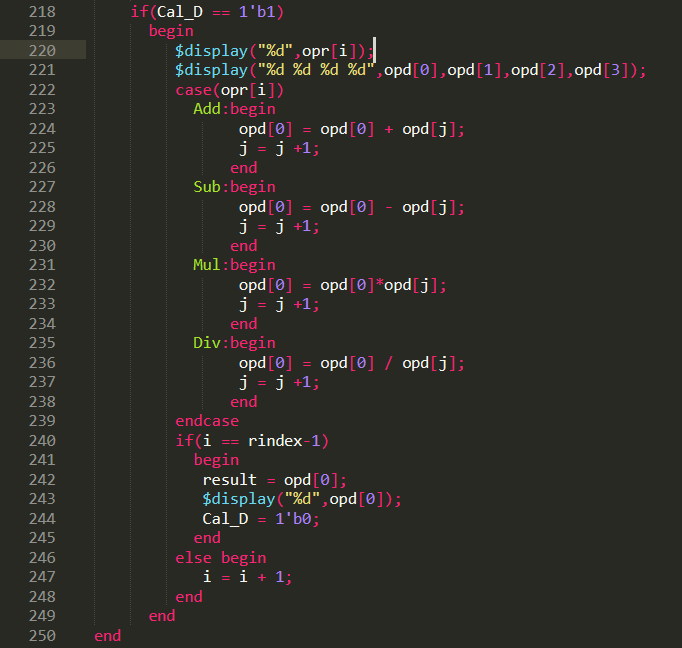 218 if(Cal_D == 1'b1)
219 begin
220 $display("%d",opr[i]);
221 $display("%d %d %d %d",opd[0],opd[1],opd[2],opd[3]);
222 case(opr[i])
223 Add:begin
224 opd[0] = opd[0] + opd[j];
225 j = j +1;
226 end
227 Sub:begin
228 opd[0] = opd[0] - opd[j];
229 j = j +1;
230 end
231 Mul:begin
232 opd[0] = opd[0]*opd[j];
233 j = j +1;
234 end
235 Div:begin
236 opd[0] = opd[0] / opd[j];
237 j = j +1;
238 end
239 endcase
240 if(i == rindex-1)
241 begin
242 result = opd[0];
243 $display("%d",opd[0]);
244 Cal_D = 1'b0;
245 end
246 else begin
247 i = i + 1;
248 end
249 end
250 end